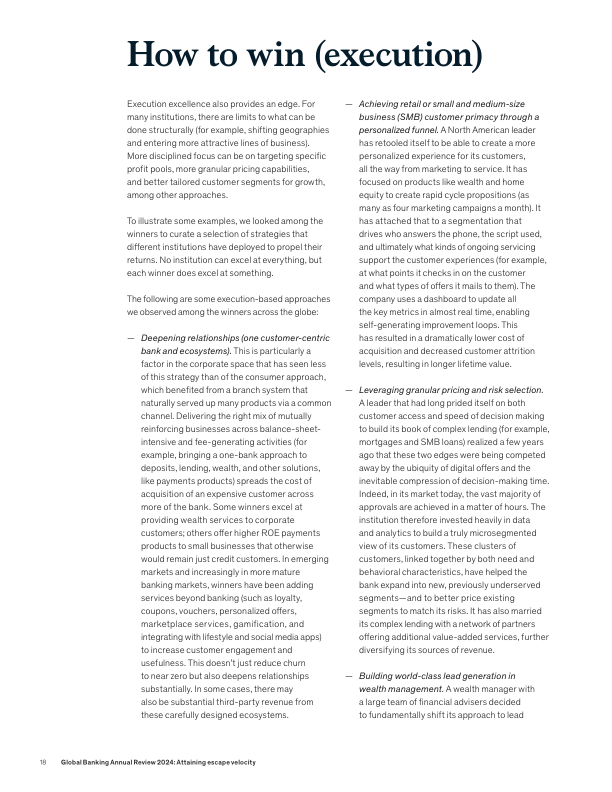 How to win (execution)
Execution excellence also provides an edge. For
many institutions, there are limits to what can be
done structurally (for example, shifting geographies
and entering more attractive lines of business).
More disciplined focus can be on targeting specific
profit pools, more granular pricing capabilities,
and better tailored customer segments for growth,
among other approaches.
To illustrate some examples, we looked among the
winners to curate a selection of strategies that
different institutions have deployed to propel their
returns. No institution can excel at everything, but
each winner does excel at something.
The following are some execution-based approaches
we observed among the winners across the globe:
— Deepening relationships (one customer-centric
bank and ecosystems). This is particularly a
factor in the corporate space that has seen less
of this strategy than of the consumer approach,
which benefited from a branch system that
naturally served up many products via a common
channel. Delivering the right mix of mutually
reinforcing businesses across balance-sheet-
intensive and fee-generating activities (for
example, bringing a one-bank approach to
deposits, lending, wealth, and other solutions,
like payments products) spreads the cost of
acquisition of an expensive customer across
more of the bank. Some winners excel at
providing wealth services to corporate
customers; others offer higher ROE payments
products to small businesses that otherwise
would remain just credit customers. In emerging
markets and increasingly in more mature
banking markets, winners have been adding
services beyond banking (such as loyalty,
coupons, vouchers, personalized offers,
marketplace services, gamification, and
integrating with lifestyle and social media apps)
to increase customer engagement and
usefulness. This doesn't just reduce churn
to near zero but also deepens relationships
substantially. In some cases, there may
also be substantial third-party revenue from
these carefully designed ecosystems.
— Achieving retail or small and medium-size
business (SMB) customer primacy through a
personalized funnel. A North American leader
has retooled itself to be able to create a more
personalized experience for its customers,
all the way from marketing to service. It has
focused on products like wealth and home
equity to create rapid cycle propositions (as
many as four marketing campaigns a month). It
has attached that to a segmentation that
drives who answers the phone, the script used,
and ultimately what kinds of ongoing servicing
support the customer experiences (for example,
at what points it checks in on the customer
and what types of offers it mails to them). The
company uses a dashboard to update all
the key metrics in almost real time, enabling
self-generating improvement loops. This
has resulted in a dramatically lower cost of
acquisition and decreased customer attrition
levels, resulting in longer lifetime value.
— Leveraging granular pricing and risk selection.
A leader that had long prided itself on both
customer access and speed of decision making
to build its book of complex lending (for example,
mortgages and SMB loans) realized a few years
ago that these two edges were being competed
away by the ubiquity of digital offers and the
inevitable compression of decision-making time.
Indeed, in its market today, the vast majority of
approvals are achieved in a matter of hours. The
institution therefore invested heavily in data
and analytics to build a truly microsegmented
view of its customers. These clusters of
customers, linked together by both need and
behavioral characteristics, have helped the
bank expand into new, previously underserved
segments—and to better price existing
segments to match its risks. It has also married
its complex lending with a network of partners
offering additional value-added services, further
diversifying its sources of revenue.
— Building world-class lead generation in
wealth management. A wealth manager with
a large team of financial advisers decided
to fundamentally shift its approach to lead
18 Global Banking Annual Review 2024: Attaining escape velocity